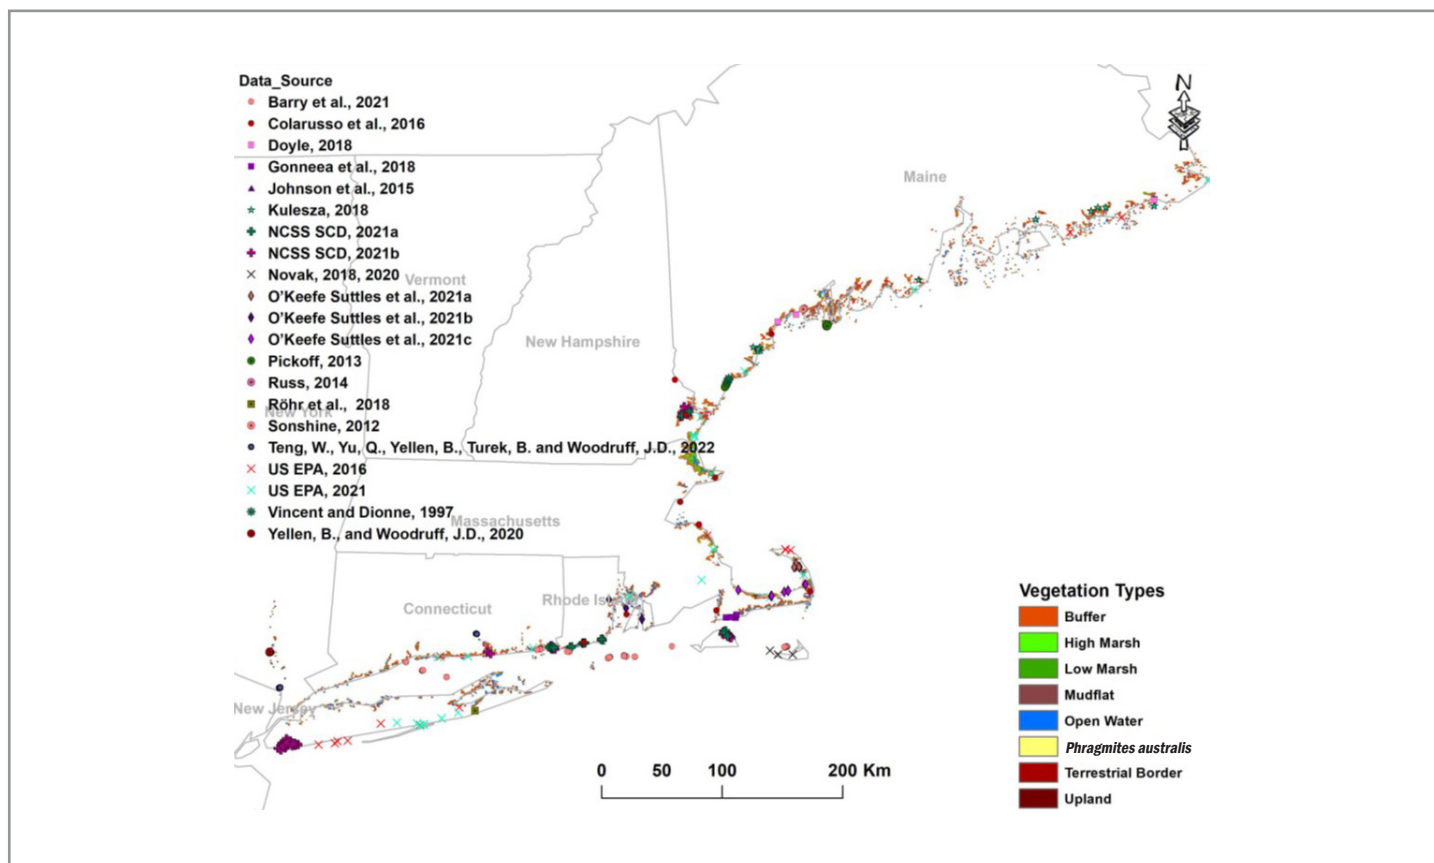 Data_Source
Barry et al., 2021
Colarusso et al., 2016
Doyle, 2018
Gonneea et al., 2018
Johnson et al., 2015
Kulesza, 2018
NCSS SCD, 2021a
NCSS SCD, 2021b
Novak, 2018, 2020
O'Keefe Suttles et al., 2021a
O'Keefe Suttles et al., 2021b
O'Keefe Suttles et al., 2021c
Pickoff, 2013
Russ, 2014
Röhr et al., 2018
Sonshine, 2012
Teng, W., Yu, Q., Yellen, B., Turek, B. and Woodruff, J.D., 2022
US EPA, 2016
US EPA, 2021
Vincent and Dionne, 1997
Yellen, B., and Woodruff, J.D., 2020
N
Maine
Vermont
New Hampshire
New York
Massachusetts
Connecticut
Rhode Island
New Jersey
0 50 100 200 Km
Vegetation Types
Buffer
High Marsh
Low Marsh
Mudflat
Open Water
Phragmites australis
Terrestrial Border
Upland